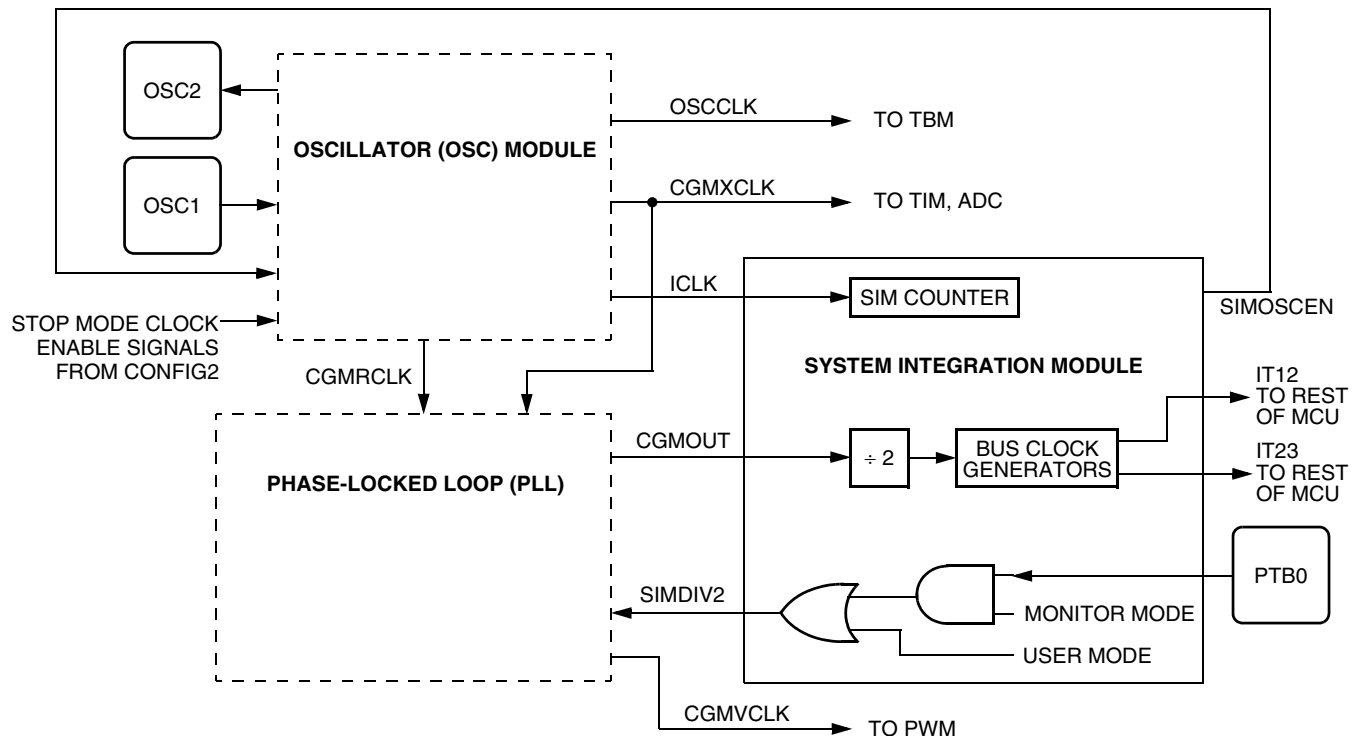 OSC2
OSCCLK
TO TBM
OSCILLATOR (OSC) MODULE
OSC1
CGMXCLK
TO TIM, ADC
ICLK
SIM COUNTER
SIMOSCEN
STOP MODE CLOCK
ENABLE SIGNALS
FROM CONFIG2
SYSTEM INTEGRATION MODULE
CGMRCLK
IT12
TO REST
OF MCU
CGMOUT
÷ 2
BUS CLOCK
GENERATORS
IT23
TO REST
OF MCU
PHASE-LOCKED LOOP (PLL)
PTB0
SIMDIV2
MONITOR MODE
USER MODE
CGMVCLK
TO PWM